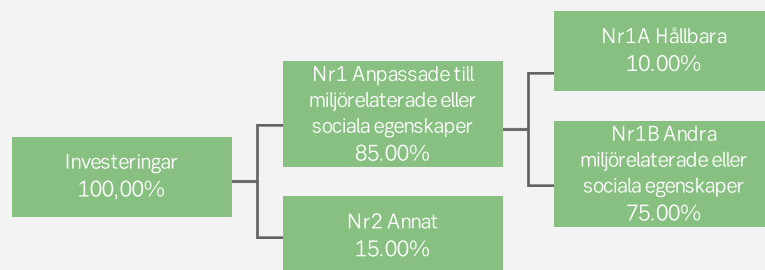 Investeringar
100,00%
Nr1 Anpassade till
miljörelaterade eller
sociala egenskaper
85.00%
Nr2 Annat
15.00%
Nr1A Hållbara
10.00%
Nr1B Andra
miljörelaterade eller
sociala egenskaper
75.00%